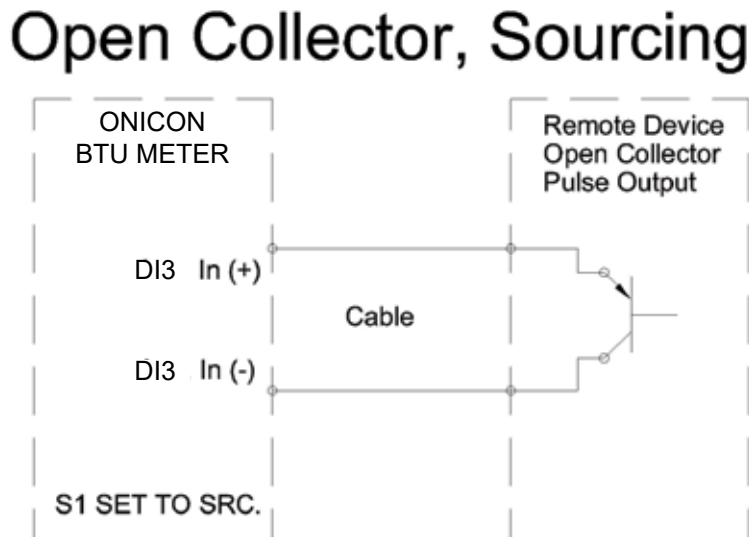 Open Collector, Sourcing
ONICON
BTU METER
Remote Device
Open Collector
Pulse Output
DI3 In (+)
Cable
DI3 In (-)
S1 SET TO SRC.